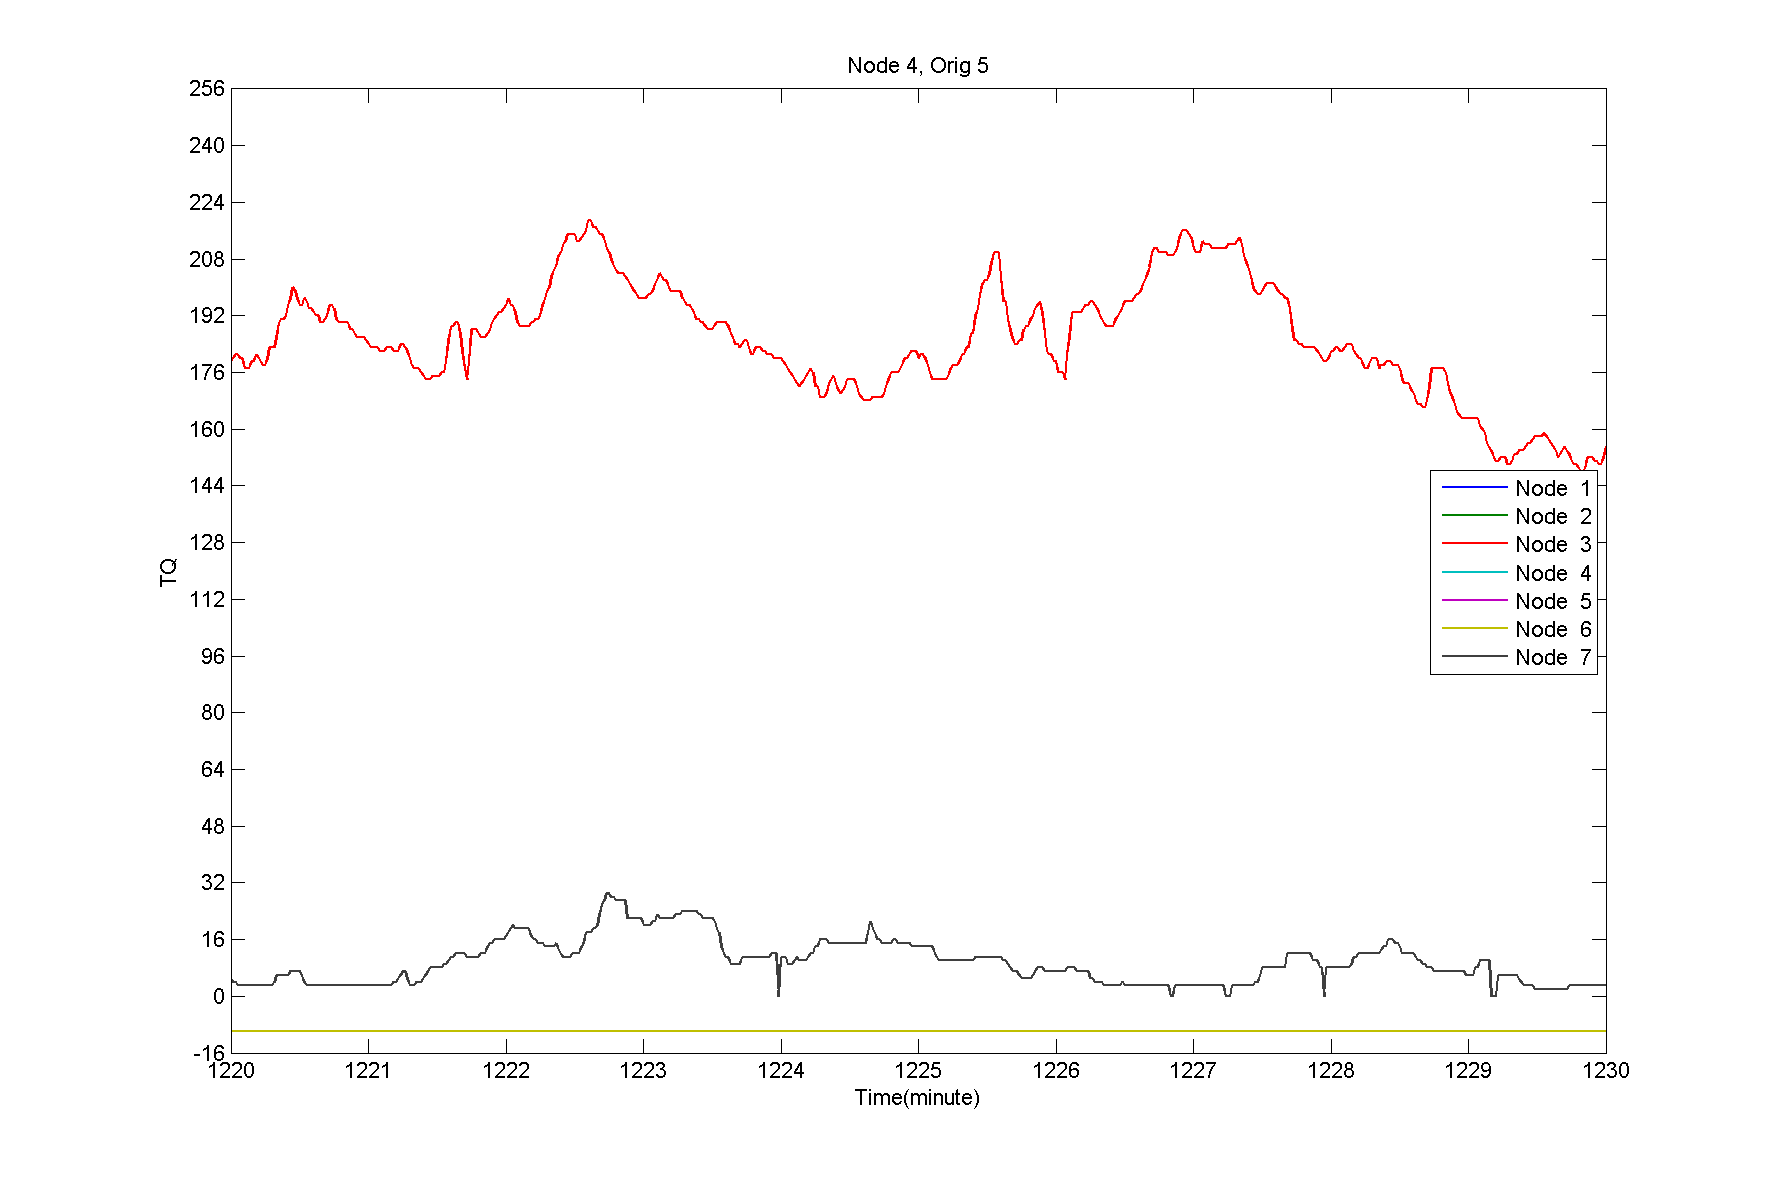 Node 4, Orig 5
256
240
224
208
192
176
160
144
128
112
96
80
64
48
32
16
0
-16
TQ
Node 1
Node 2
Node 3
Node 4
Node 5
Node 6
Node 7
1220 1221 1222 1223 1224 1225 1226 1227 1228 1229 1230
Time(minute)